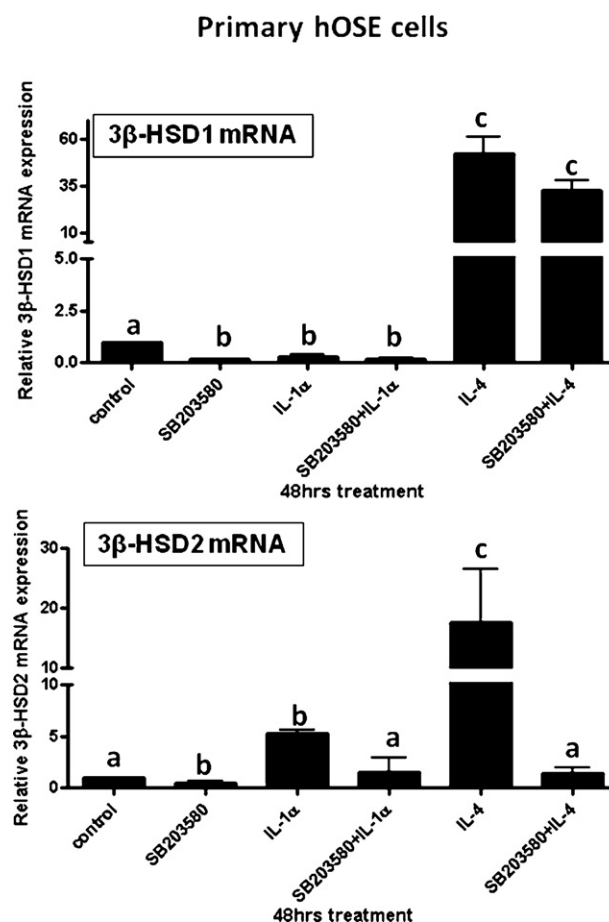 Primary hOSE cells
3β-HSD1 mRNA
Relative 3β-HSD1 mRNA expression
60
35
10
5.0
2.5
0.0
a
b
b
b
c
c
control
SB203580
IL-1α
SB203580+IL-1α
IL-4
SB203580+IL-4
48hrs treatment
3β-HSD2 mRNA
Relative 3β-HSD2 mRNA expression
30
20
10
10
5
0
a
b
b
a
c
a
control
SB203580
IL-1α
SB203580+IL-1α
IL-4
SB203580+IL-4
48hrs treatment